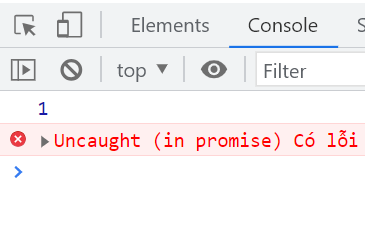 Elements Console
top Filter
1
Uncaught (in promise) Có lỗi